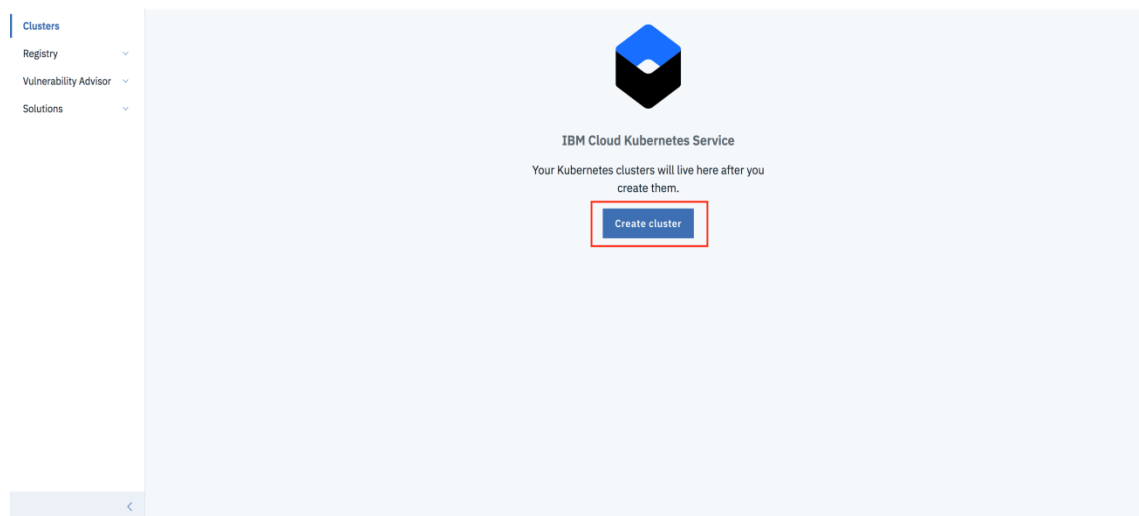 Clusters
Registry
Vulnerability Advisor
Solutions
IBM Cloud Kubernetes Service
Your Kubernetes clusters will live here after you
create them.
Create cluster